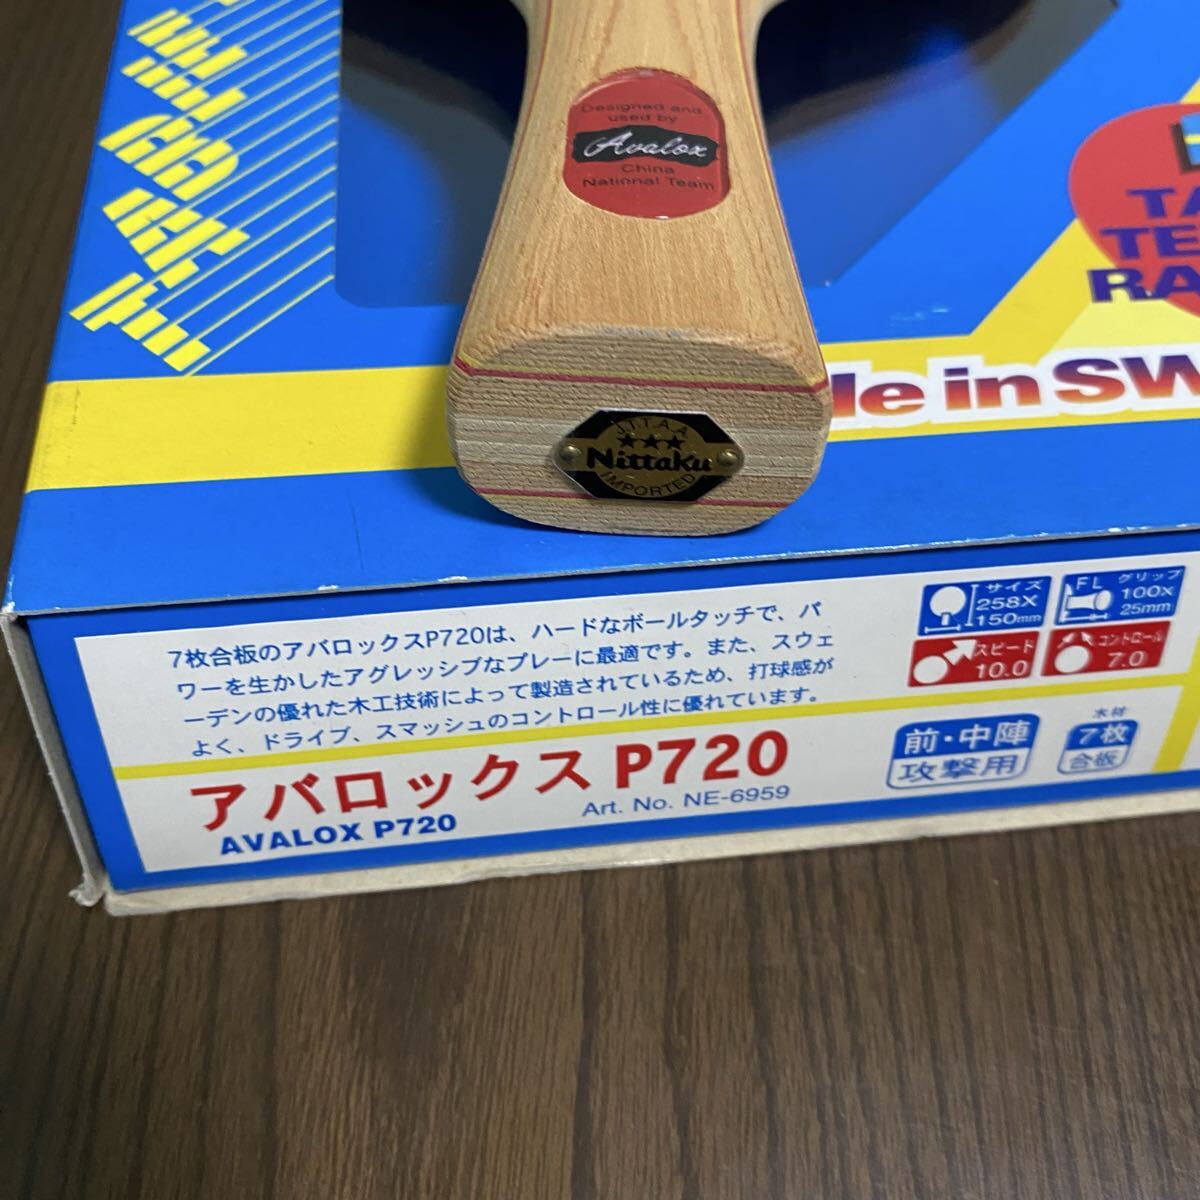 Designed and
used by
Avalox
China
National Team
J.T.T.A.A
★★★
Nittaku
IMPORTED
le in SW
7枚合板のアバロックスP720は、ハードなボールタッチで、パ
ワーを生かしたアグレッシブなプレーに最適です。また、スウェ
ーデンの優れた木工技術によって製造されているため、打球感が
よく、ドライブ、スマッシュのコントロール性に優れています。
アバロックス P720
AVALOX P720
Art. No. NE-6959
サイズ
258X
150mm
FL グリップ
100x
25mm
スピード
10.0
コントロール
7.0
前・中陣
攻撃用
木材
7枚
合板